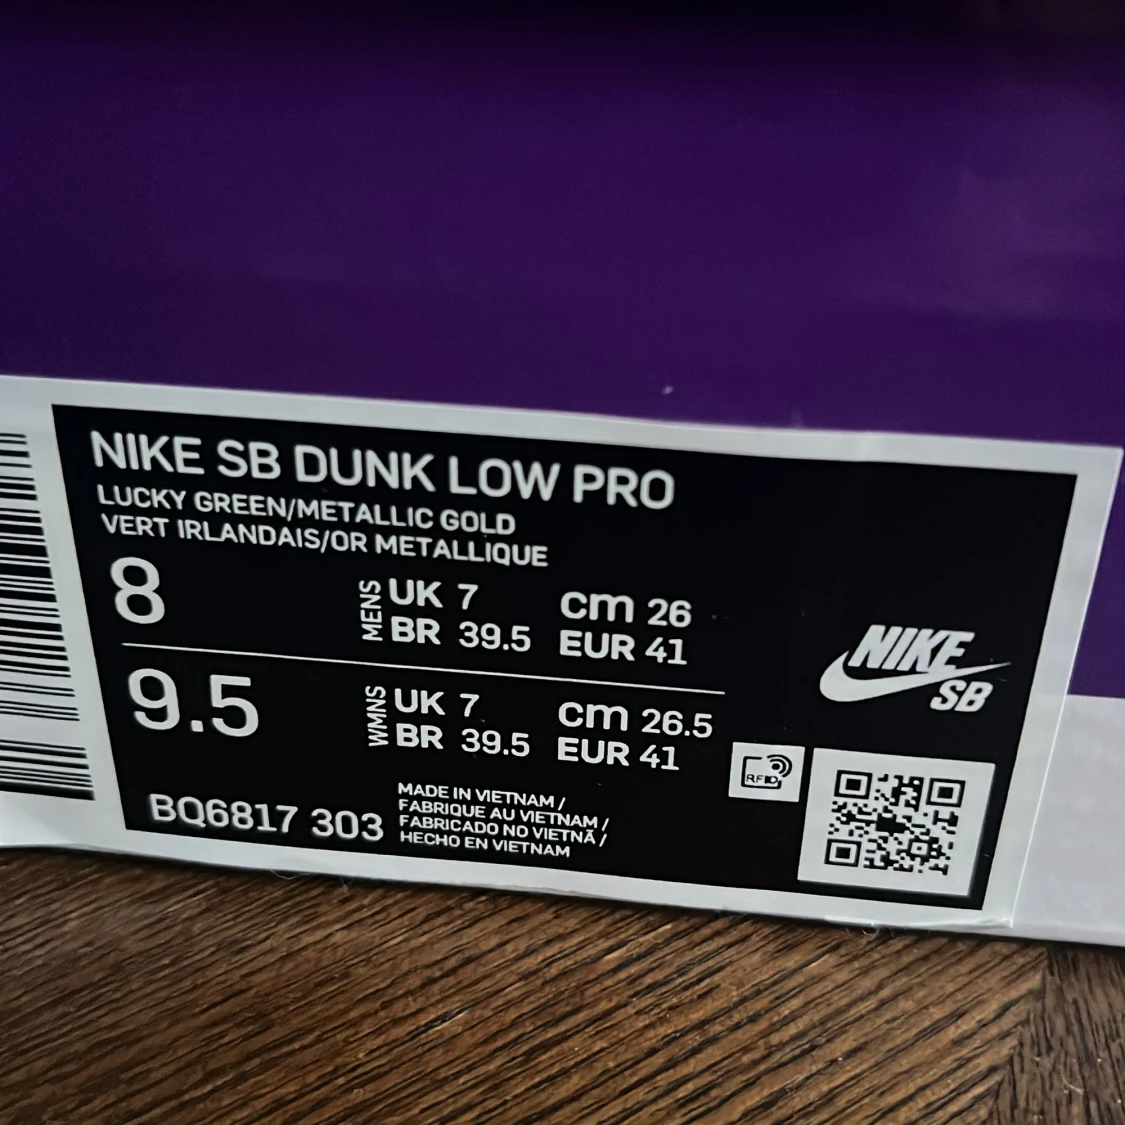 NIKE SB DUNK LOW PRO
LUCKY GREEN/METALLIC GOLD
VERT IRLANDAIS/OR METALLIQUE
8
MENS
UK 7
cm 26
BR 39.5
EUR 41
9.5
WMNS
UK 7
cm 26.5
BR 39.5
EUR 41
BQ6817 303
MADE IN VIETNAM /
FABRIQUE AU VIETNAM /
FABRICADO NO VIETNÃ /
HECHO EN VIETNAM
NIKE
SB
RFID